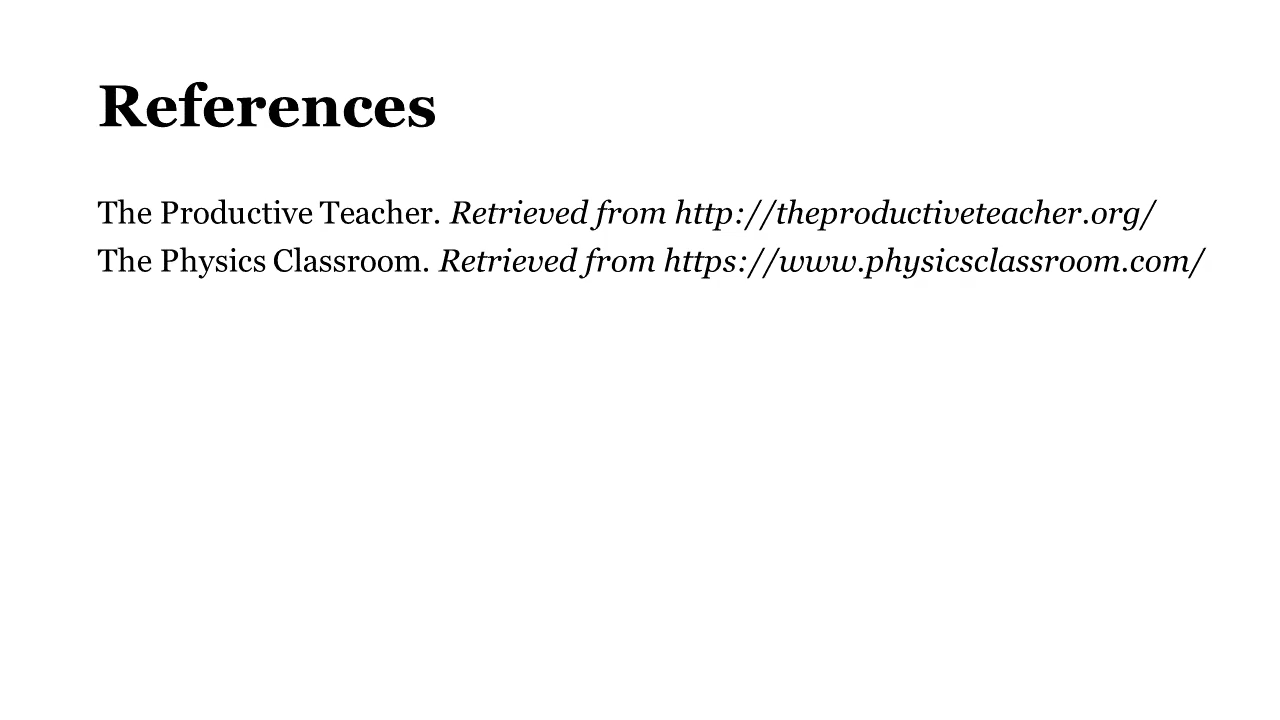 References
The Productive Teacher. Retrieved from http://theproductiveteacher.org/
The Physics Classroom. Retrieved from https://www.physicsclassroom.com/